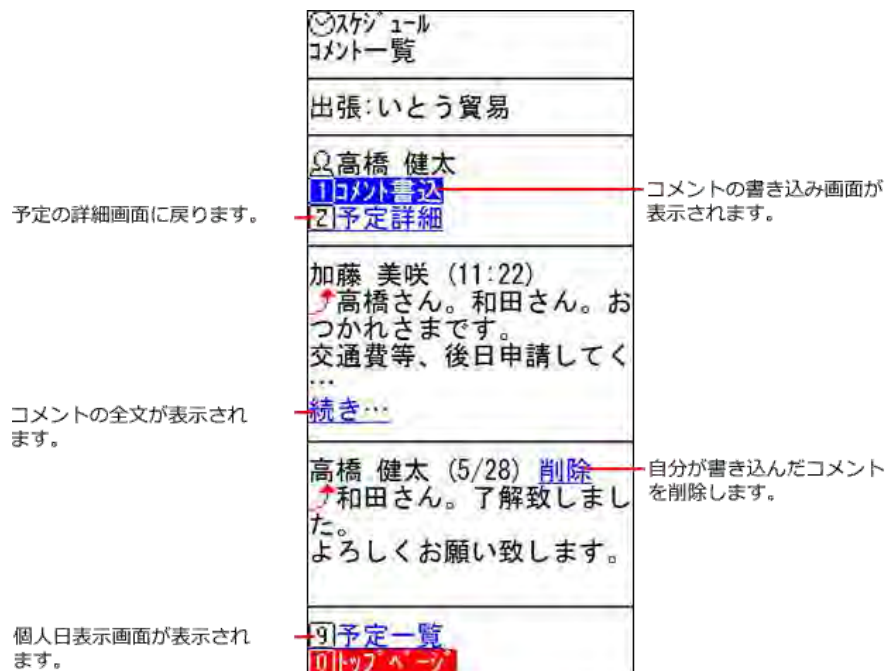 スケジュール
コメント一覧
出張:いとう貿易
高橋 健太
1コメント書込
2予定詳細
コメントの書き込み画面が
表示されます。
予定の詳細画面に戻ります。
加藤 美咲 (11:22)
高橋さん。和田さん。お
つかれさまです。
交通費等、後日申請してく
…
続き…
コメントの全文が表示され
ます。
高橋 健太 (5/28) 削除
和田さん。了解致しまし
た。
よろしくお願い致します。
自分が書き込んだコメント
を削除します。
9予定一覧
0トップページ
個人日表示画面が表示され
ます。